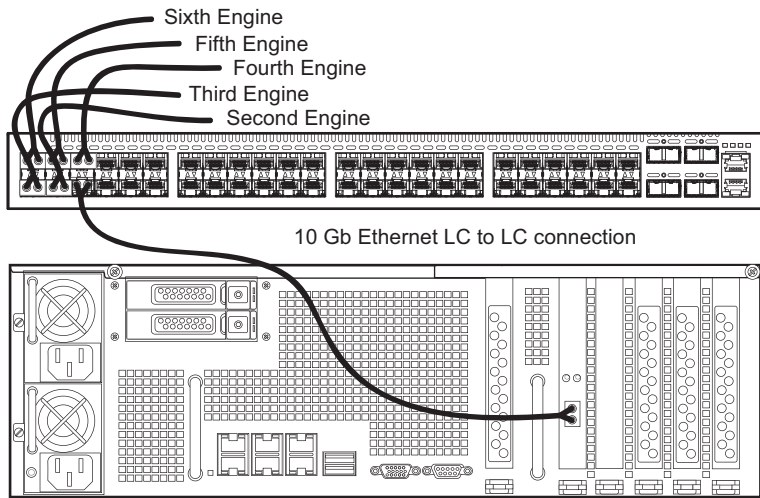 Sixth Engine
Fifth Engine
Fourth Engine
Third Engine
Second Engine
10 Gb Ethernet LC to LC connection